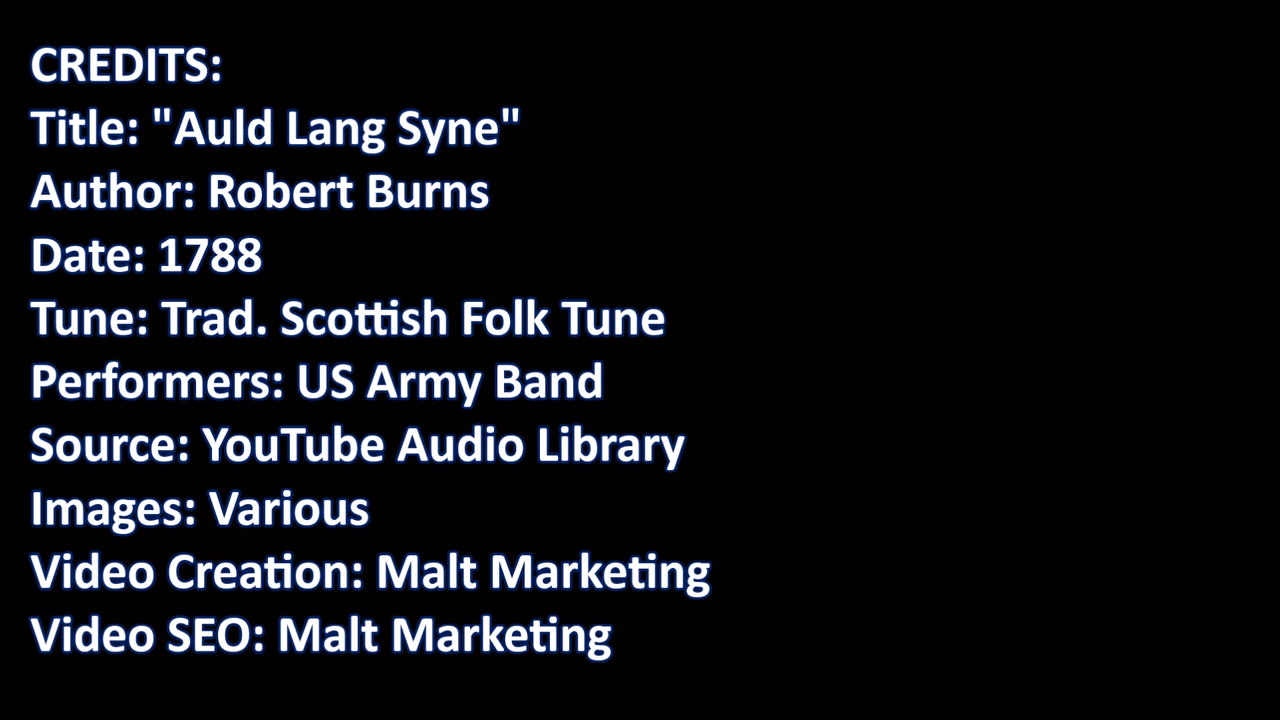 CREDITS:
Title: "Auld Lang Syne"
Author: Robert Burns
Date: 1788
Tune: Trad. Scottish Folk Tune
Performers: US Army Band
Source: YouTube Audio Library
Images: Various
Video Creation: Malt Marketing
Video SEO: Malt Marketing